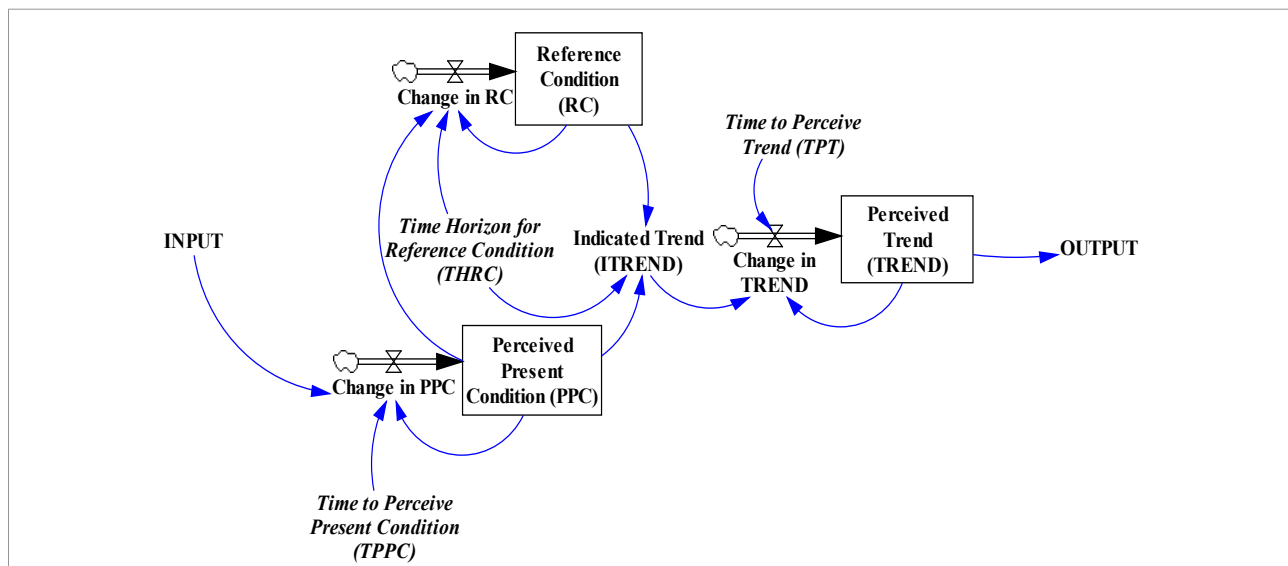 Reference
Condition
(RC)
Change in RC
Time to Perceive
Trend (TPT)
Perceived
Trend
(TREND)
Change in
TREND
OUTPUT
Time Horizon for
Reference Condition
(THRC)
Indicated Trend
(ITREND)
INPUT
Perceived
Present
Condition (PPC)
Change in PPC
Time to Perceive
Present Condition
(TPPC)